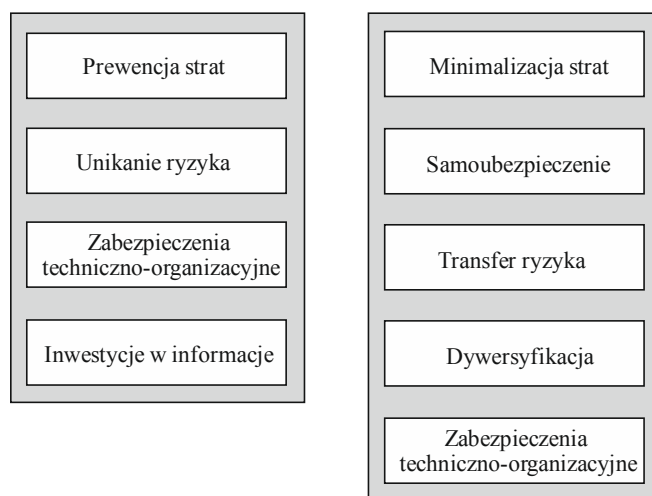 Prewencja strat
Unikanie ryzyka
Zabezpieczenia
techniczno-organizacyjne
Inwestycje w informacje
Minimalizacja strat
Samoubezpieczenie
Transfer ryzyka
Dywersyfikacja
Zabezpieczenia
techniczno-organizacyjne